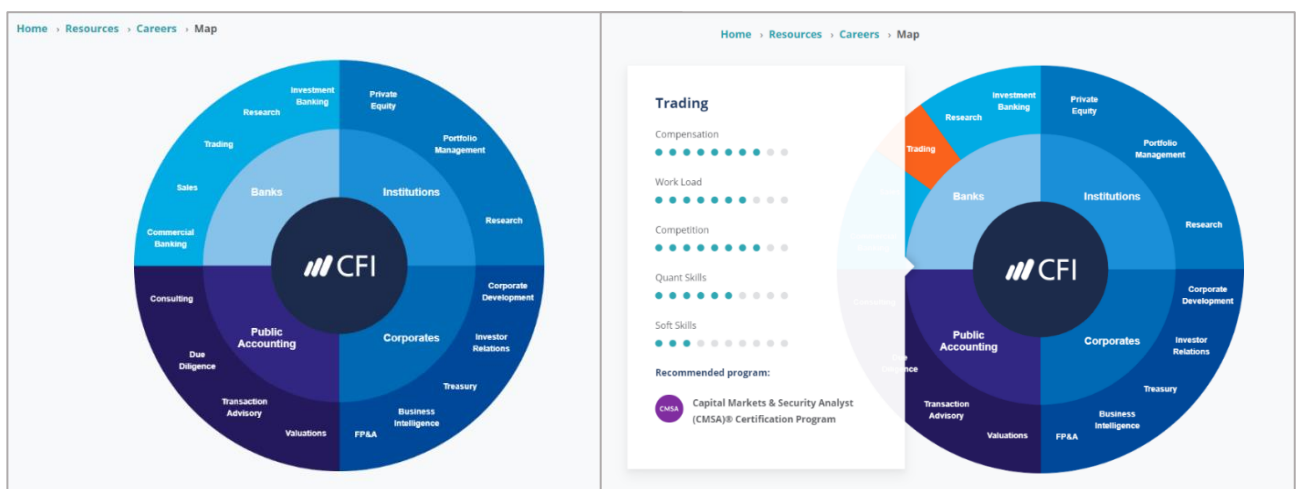 Home › Resources › Careers › Map
Investment
Banking
Private
Equity
Research
Portfolio
Management
Trading
Sales
Banks
Institutions
Commercial
Banking
Research
CFI
Consulting
Corporate
Development
Public
Accounting
Corporates
Investor
Relations
Due
Diligence
Treasury
Transaction
Advisory
Business
Intelligence
Valuations
FP&A
Home › Resources › Careers › Map
Trading
Compensation
Work Load
Competition
Quant Skills
Soft Skills
Recommended program:
CMSA
Capital Markets & Security Analyst
(CMSA)® Certification Program
Investment
Banking
Private
Equity
Research
Portfolio
Management
Trading
Banks
Institutions
Research
CFI
Consulting
Corporate
Development
Public
Accounting
Corporates
Investor
Relations
Due
Diligence
Treasury
Transaction
Advisory
Business
Intelligence
Valuations
FP&A